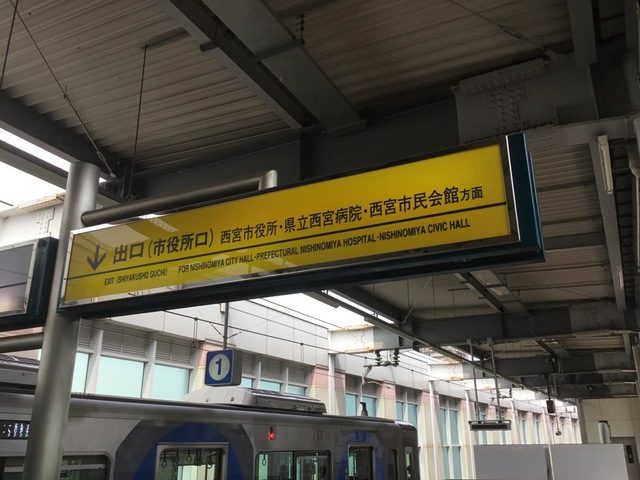 出口(市役所口) 西宮市役所・県立西宮病院・西宮市民会館方面
EXIT (SHIYAKUSHO GUCHI) FOR NISHINOMIYA CITY HALL・PREFECTURAL NISHINOMIYA HOSPITAL・NISHINOMIYA CIVIC HALL
1